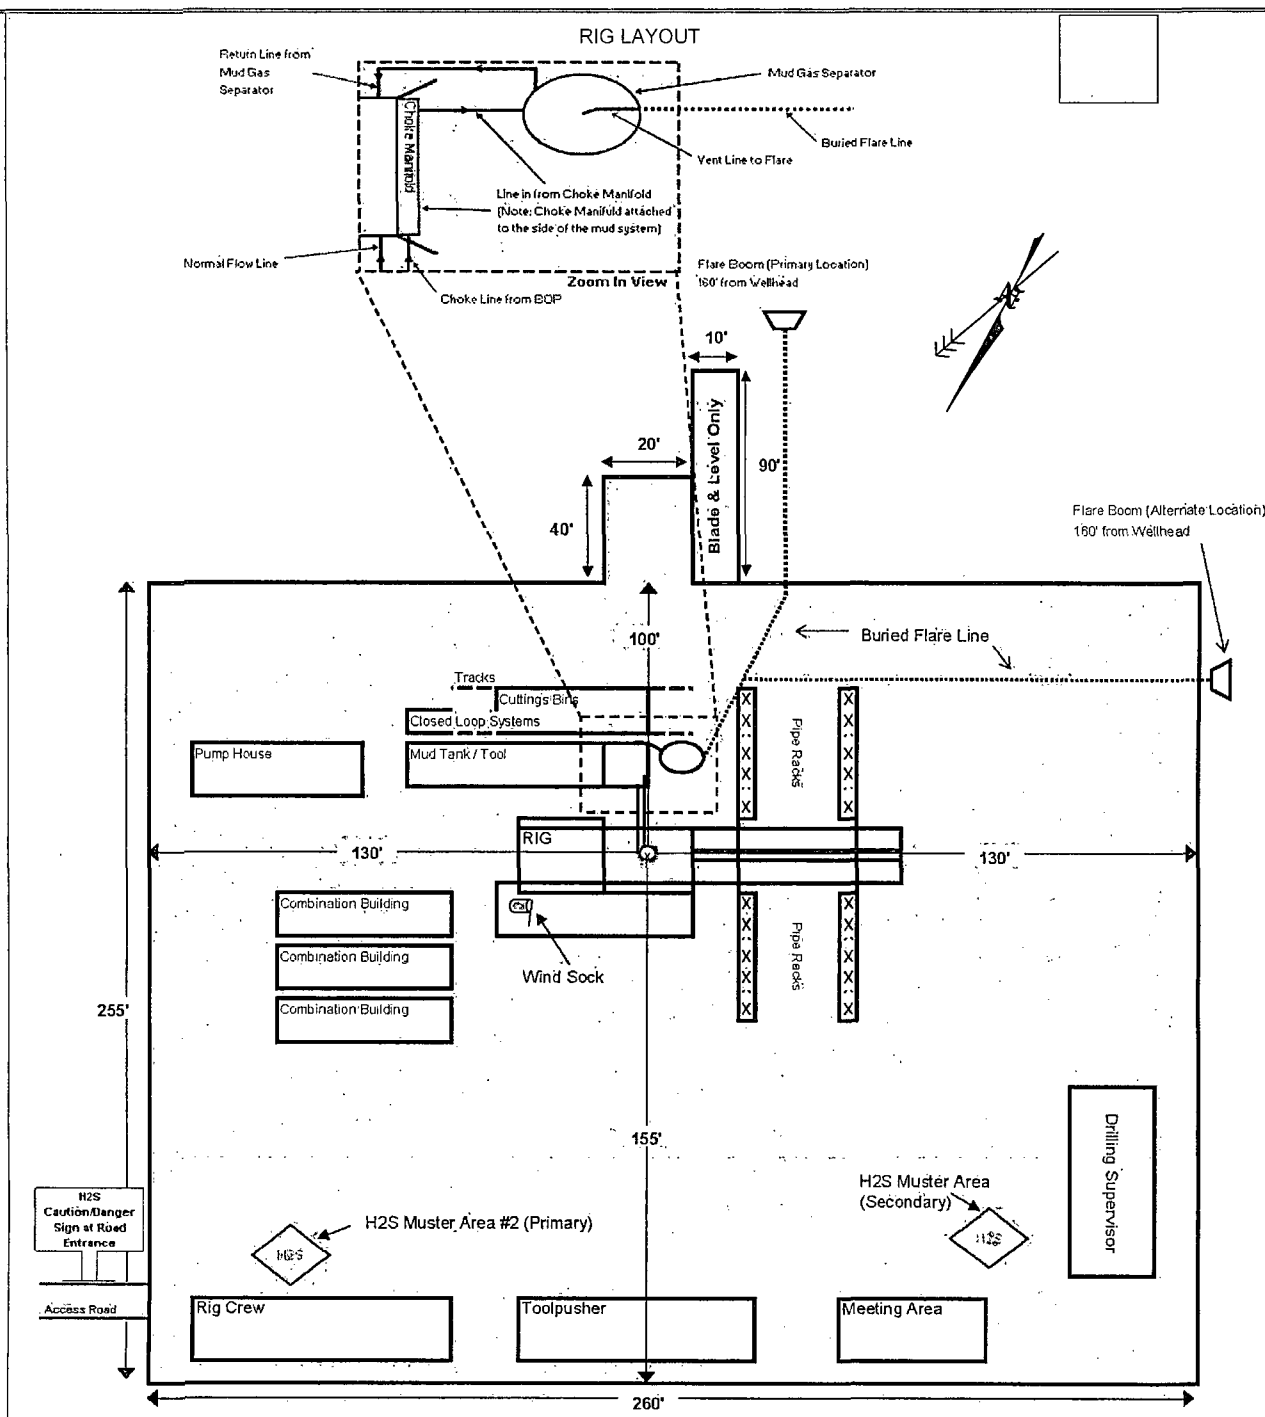 RIG LAYOUT
Return Line from
Mud Gas
Separator
Mud Gas Separator
Choke Manifold
Buried Flare Line
Vent Line to Flare
Line in from Choke Manifold
(Note: Choke Manifold attached
to the side of the mud system)
Normal Flow Line
Choke Line from BOP
Zoom In View
Flare Boom (Primary Location)
160' from Wellhead
10'
20'
40'
Blade & Level Only
90'
Flare Boom (Alternate Location)
160' from Wellhead
100'
Buried Flare Line
Tracks
Cuttings Bins
Closed Loop Systems
Pump House
Mud Tank / Tool
X
X
X
X
X
Pipe Racks
X
X
X
X
X
RIG
130'
130'
Combination Building
Combination Building
Combination Building
Wind Sock
X
X
X
X
X
Pipe Racks
X
X
X
X
X
255'
155'
Drilling Supervisor
H2S
Caution/Danger
Sign at Road
Entrance
H2S Muster Area #2 (Primary)
H2S
H2S Muster Area
(Secondary)
H2S
Access Road
Rig Crew
Toolpusher
Meeting Area
260'